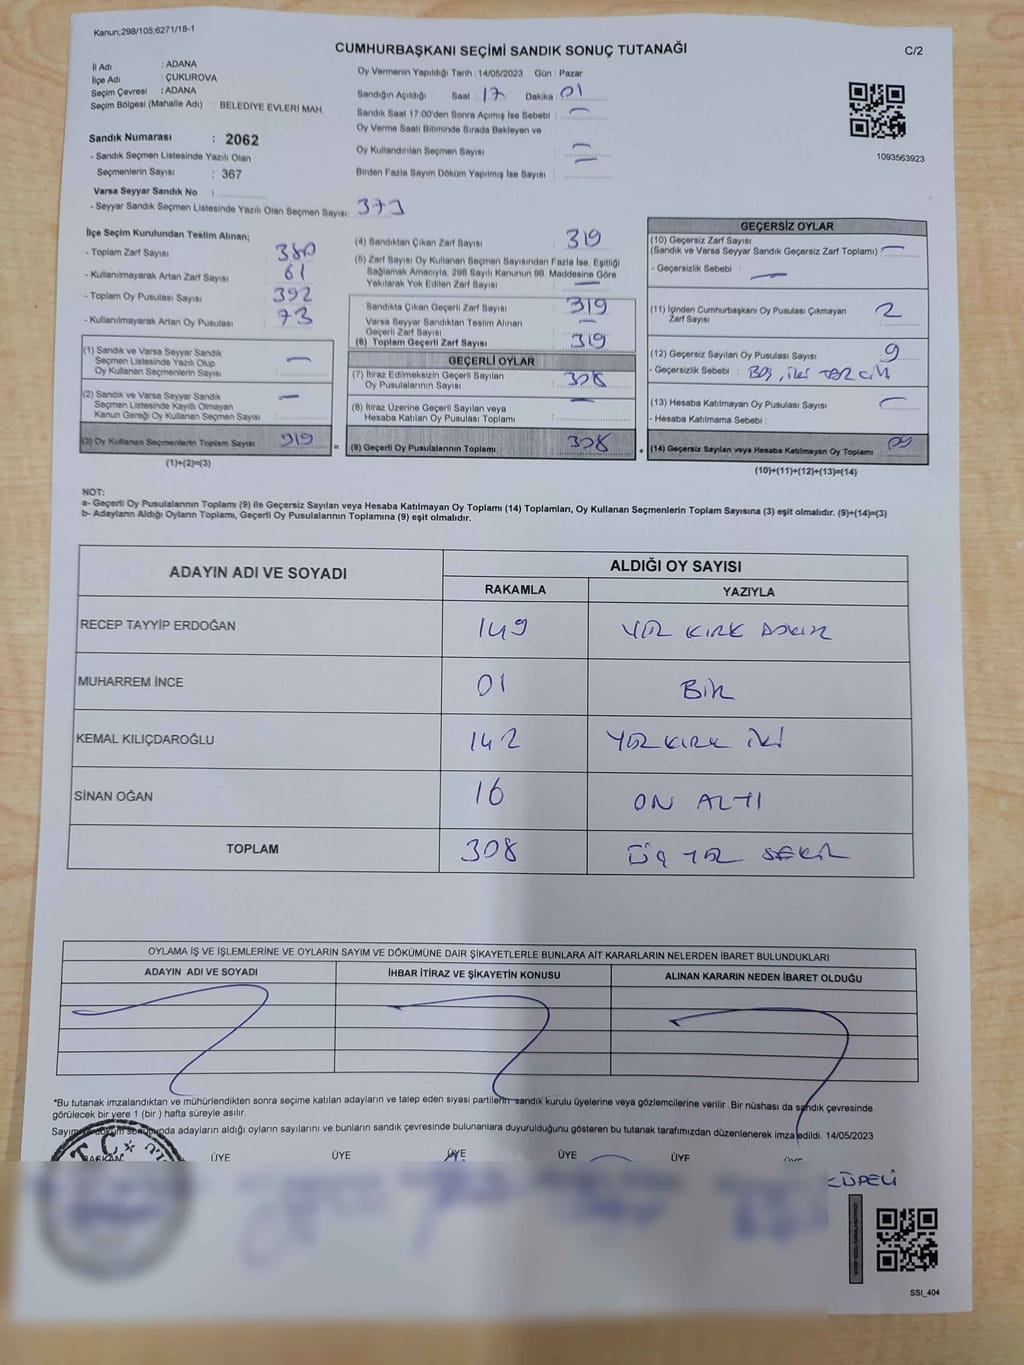 Kanun;298/105;6271/18-1
CUMHURBAŞKANI SEÇİMİ SANDIK SONUÇ TUTANAĞI
C/2
İl Adı : ADANA
İlçe Adı : ÇUKUROVA
Seçim Çevresi : ADANA
Seçim Bölgesi (Mahalle Adı) : BELEDİYE EVLERİ MAH.
Sandık Numarası : 2062
- Sandık Seçmen Listesinde Yazılı Olan
Seçmenlerin Sayısı : 367
Varsa Seyyar Sandık No :
- Seyyar Sandık Seçmen Listesinde Yazılı Olan Seçmen Sayısı: 373
Oy Vermenin Yapıldığı Tarih : 14/05/2023 Gün : Pazar
Sandığın Açıldığı Saat : 17 Dakika : 01
Sandık Saat 17:00'den Sonra Açımış İse Sebebi :
Oy Verme Saati Bitiminde Sırada Bekleyen ve
Oy Kullandırılan Seçmen Sayısı :
Birden Fazla Sayım Döküm Yapılmış İse Sayısı :
1093563923
İlçe Seçim Kurulundan Teslim Alınan;
- Toplam Zarf Sayısı : 380
- Kullanılmayarak Artan Zarf Sayısı : 61
- Toplam Oy Pusulası Sayısı : 392
- Kullanılmayarak Artan Oy Pusulası : 73
(1) Sandık ve Varsa Seyyar Sandık
Seçmen Listesinde Yazılı Olup
Oy Kullanan Seçmenlerin Sayısı : —
(2) Sandık ve Varsa Seyyar Sandık
Seçmen Listesinde Kayıtlı Olmayan
Kanun Gereği Oy Kullanan Seçmen Sayısı : —
(3) Oy Kullanan Seçmenlerin Toplam Sayısı : 319
(1)+(2)=(3)
(4) Sandıktan Çıkan Zarf Sayısı : 319
(5) Zarf Sayısı Oy Kullanan Seçmen Sayısından Fazla İse, Eşitliği
Sağlamak Amacıyla, 298 Sayılı Kanunun 98. Maddesine Göre
Yakılarak Yok Edilen Zarf Sayısı : —
Sandıkta Çıkan Geçerli Zarf Sayısı : 319
Varsa Seyyar Sandıktan Teslim Alınan
Geçerli Zarf Sayısı : —
(6) Toplam Geçerli Zarf Sayısı : 319
GEÇERLİ OYLAR
(7) İtiraz Edilmeksizin Geçerli Sayılan
Oy Pusulalarının Sayısı : 308
(8) İtiraz Üzerine Geçerli Sayılan veya
Hesaba Katılan Oy Pusulası Toplamı : —
= (9) Geçerli Oy Pusulalarının Toplamı : 308
GEÇERSİZ OYLAR
(10) Geçersiz Zarf Sayısı
(Sandık ve Varsa Seyyar Sandık Geçersiz Zarf Toplamı) : —
- Geçersizlik Sebebi : —
(11) İçinden Cumhurbaşkanı Oy Pusulası Çıkmayan
Zarf Sayısı : 2
(12) Geçersiz Sayılan Oy Pusulası Sayısı : 9
- Geçersizlik Sebebi : BOŞ, İKİ TERCİH
(13) Hesaba Katılmayan Oy Pusulası Sayısı : —
- Hesaba Katılmama Sebebi :
+ (14) Geçersiz Sayılan veya Hesaba Katılmayan Oy Toplamı :
(10)+(11)+(12)+(13)=(14)
NOT:
a- Geçerli Oy Pusulalarının Toplamı (9) ile Geçersiz Sayılan veya Hesaba Katılmayan Oy Toplamı (14) Toplamları, Oy Kullanan Seçmenlerin Toplam Sayısına (3) eşit olmalıdır. (9)+(14)=(3)
b- Adayların Aldığı Oyların Toplamı, Geçerli Oy Pusulalarının Toplamına (9) eşit olmalıdır.
ADAYIN ADI VE SOYADI ALDIĞI OY SAYISI
RAKAMLA YAZIYLA
RECEP TAYYİP ERDOĞAN 149 YÜZ KIRK DOKUZ
MUHARREM İNCE 01 BİR
KEMAL KILIÇDAROĞLU 142 YÜZ KIRK İKİ
SİNAN OĞAN 16 ON ALTI
TOPLAM 308 ÜÇ YÜZ SEKİZ
OYLAMA İŞ VE İŞLEMLERİNE VE OYLARIN SAYIM VE DÖKÜMÜNE DAİR ŞİKAYETLERLE BUNLARA AİT KARARLARIN NELERDEN İBARET BULUNDUKLARI
ADAYIN ADI VE SOYADI İHBAR İTİRAZ VE ŞİKAYETİN KONUSU ALINAN KARARIN NEDEN İBARET OLDUĞU
*Bu tutanak imzalandıktan ve mühürlendikten sonra seçime katılan adayların ve talep eden siyasi partilerin sandık kurulu üyelerine veya gözlemcilerine verilir .Bir nüshası da sandık çevresinde
görülecek bir yere 1 (bir ) hafta süreyle asılır.
Sayım ve döküm sonucunda adayların aldığı oyların sayılarını ve bunların sandık çevresinde bulunanlara duyurulduğunu gösteren bu tutanak tarafımızdan düzenlenerek imza edildi. 14/05/2023
T.C.
BAŞKAN ÜYE ÜYE ÜYE ÜYE ÜYE ÜYE
KÜPELİ
SSI_404